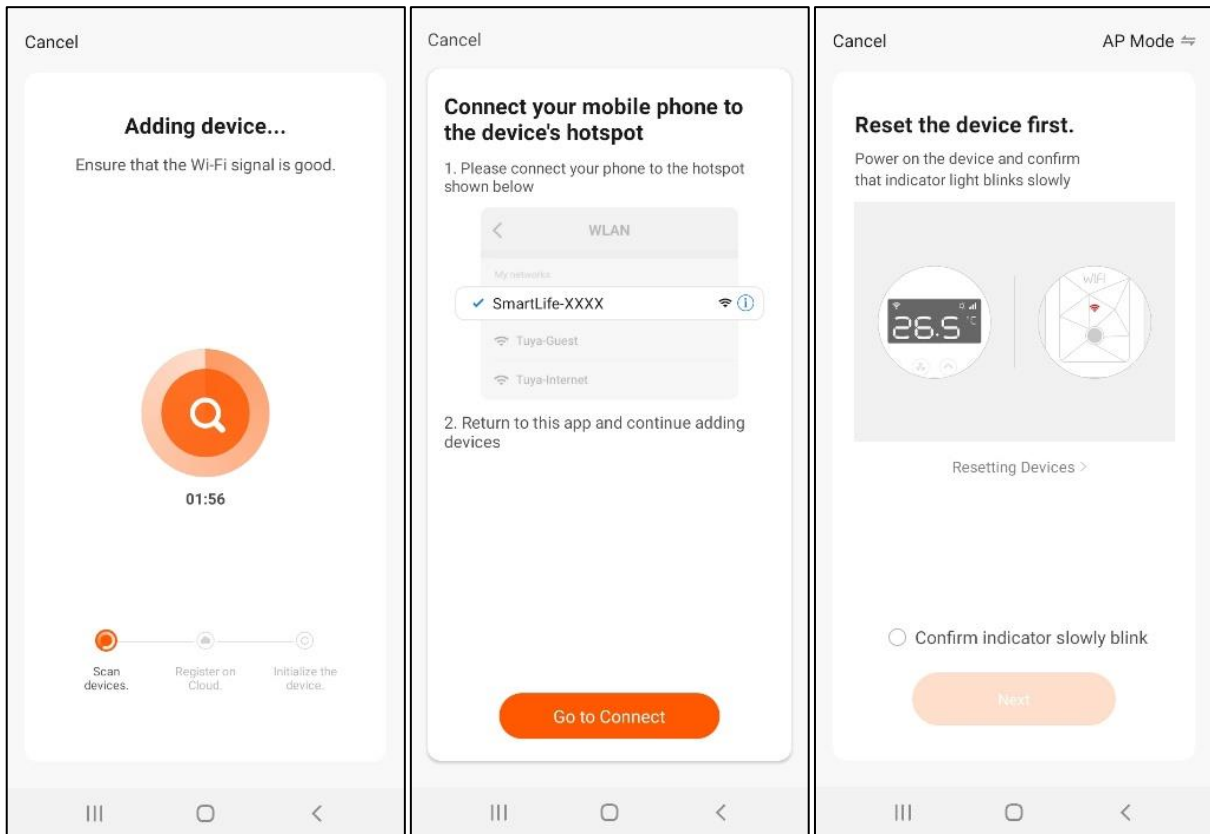 Cancel
Adding device...
Ensure that the Wi-Fi signal is good.
01:56
Scan
devices.
Register on
Cloud.
Initialize the
device.
Cancel
Connect your mobile phone to
the device's hotspot
1. Please connect your phone to the hotspot
shown below
WLAN
My networks
SmartLife-XXXX
Tuya-Guest
Tuya-Internet
2. Return to this app and continue adding
devices
Go to Connect
Cancel
AP Mode
Reset the device first.
Power on the device and confirm
that indicator light blinks slowly
26.5 °C
WIFI
Resetting Devices >
Confirm indicator slowly blink
Next